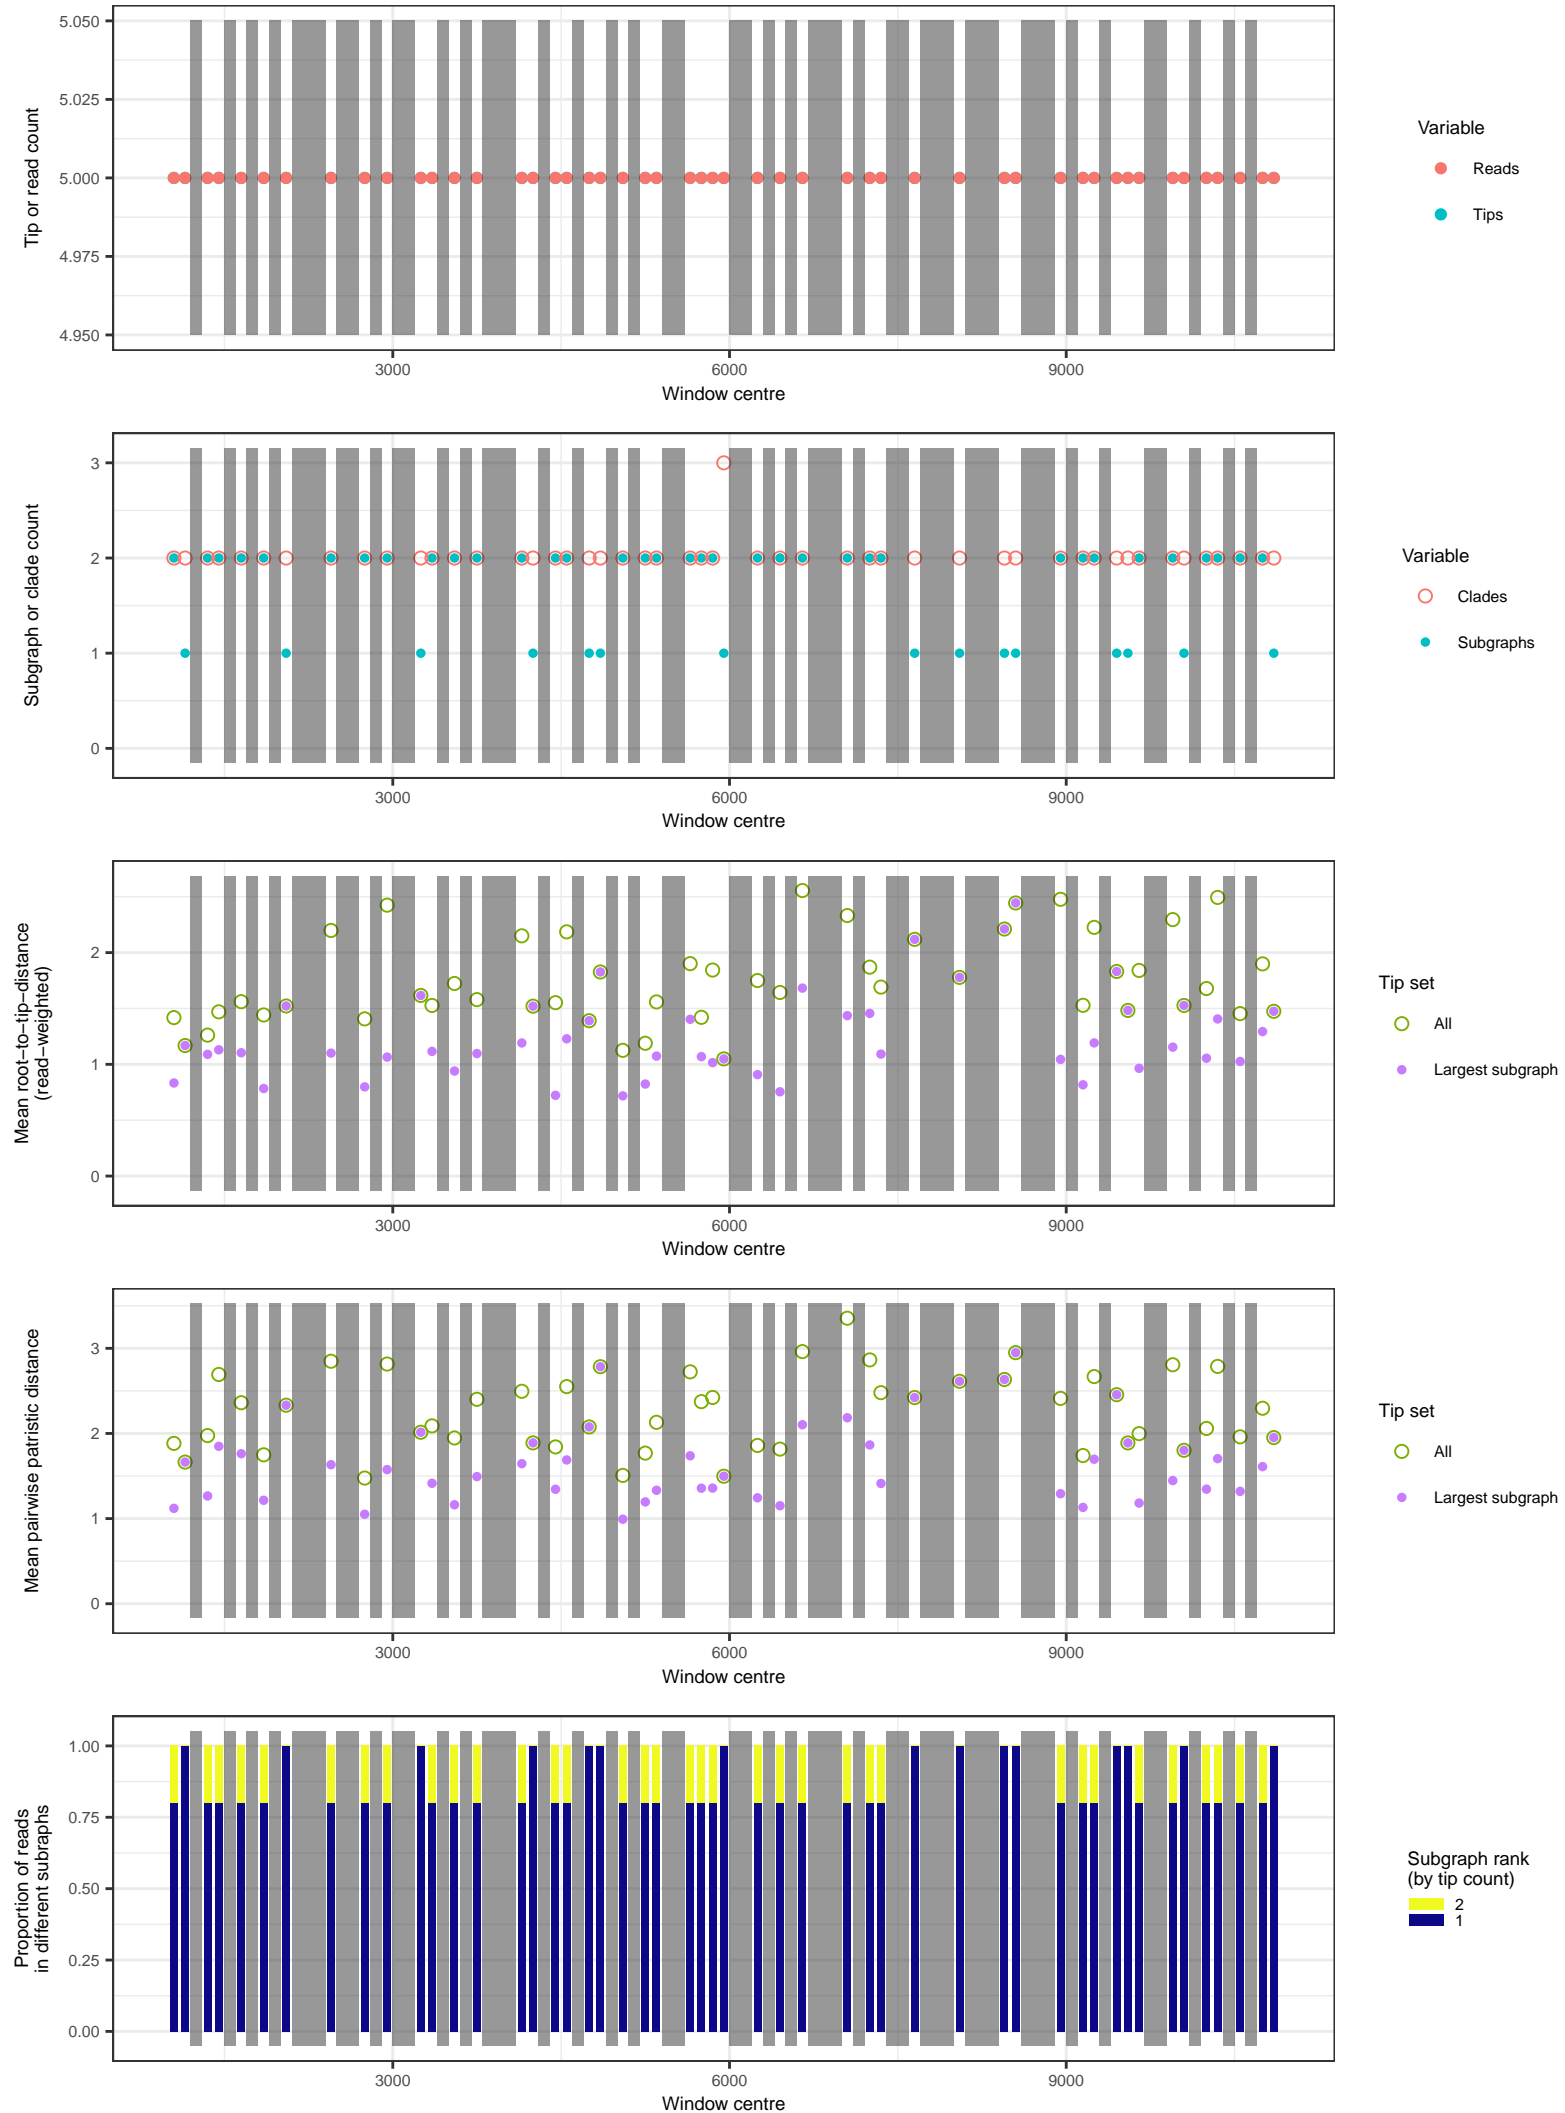 5.050
5.025
5.000
4.975
4.950
Tip or read count
3000
6000
9000
Window centre
Variable
Reads
Tips
3
2
1
0
Subgraph or clade count
3000
6000
9000
Window centre
Variable
Clades
Subgraphs
2
1
0
Mean root−to−tip−distance
(read−weighted)
3000
6000
9000
Window centre
Tip set
All
Largest subgraph
3
2
1
0
Mean pairwise patristic distance
3000
6000
9000
Window centre
Tip set
All
Largest subgraph
1.00
0.75
0.50
0.25
0.00
Proportion of reads
in different subraphs
3000
6000
9000
Window centre
Subgraph rank
(by tip count)
2
1